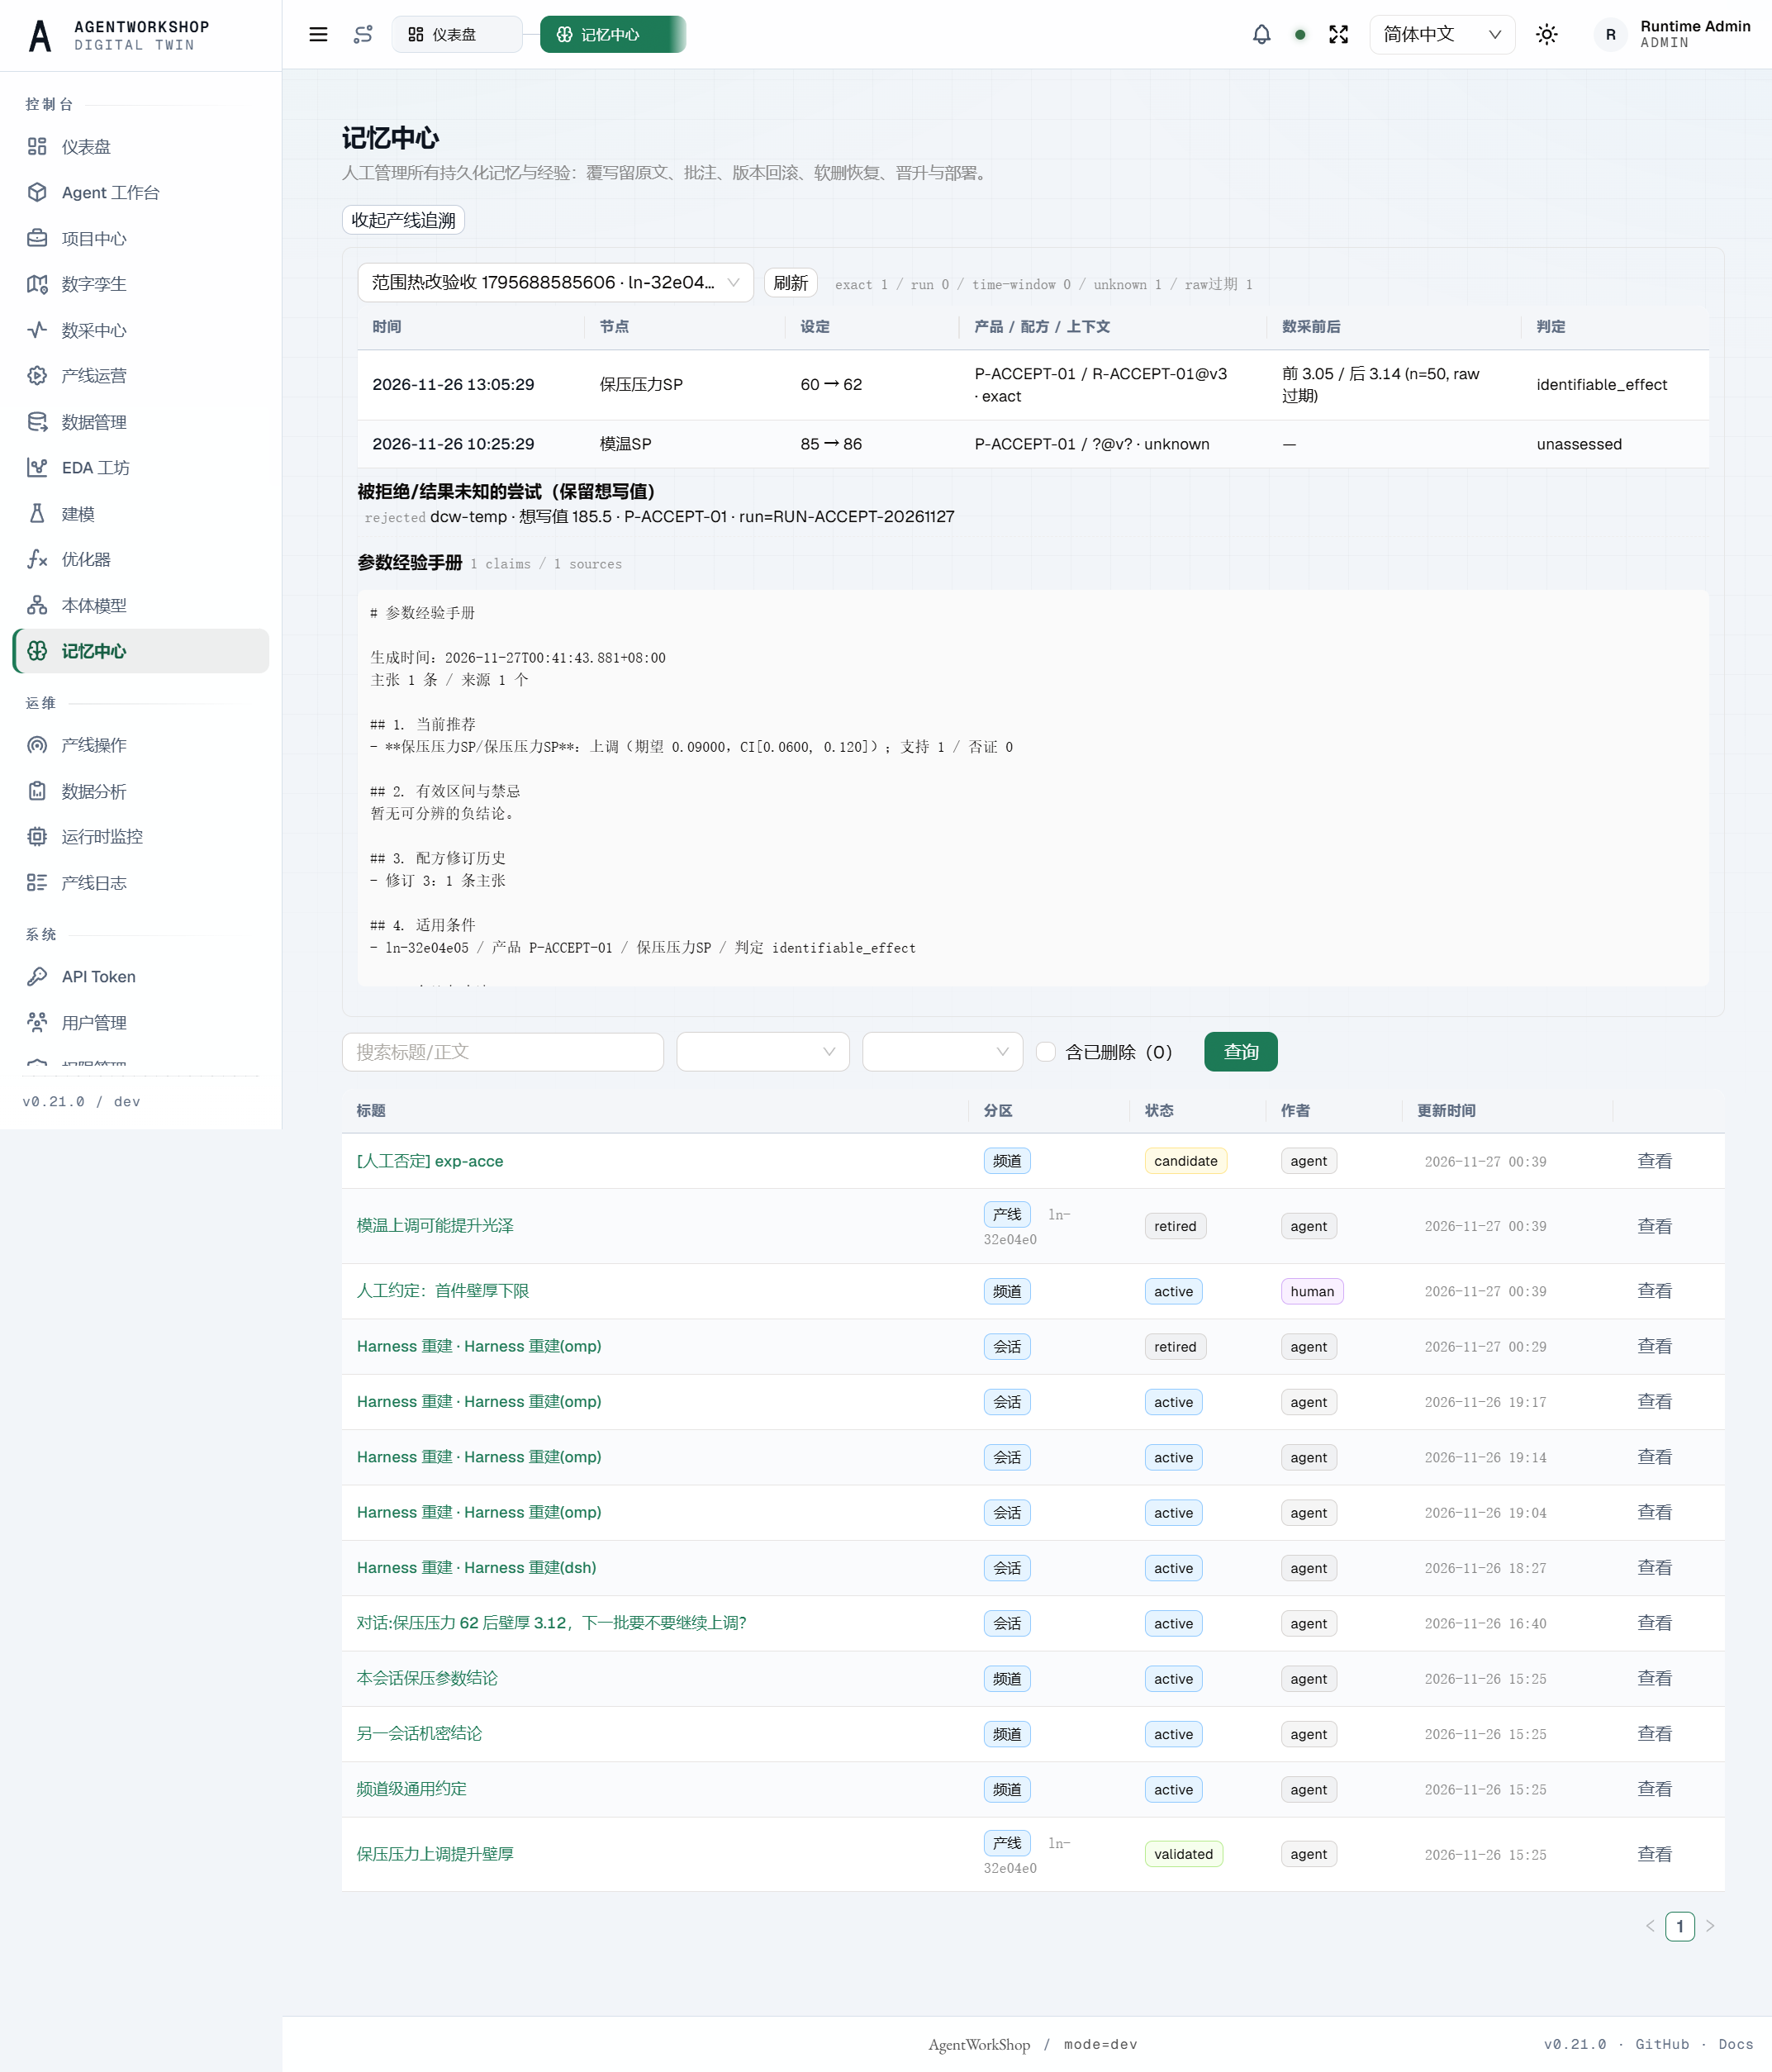 AGENTWORKSHOP
DIGITAL TWIN
控制台
仪表盘
Agent 工作台
项目中心
数字孪生
数采中心
产线运营
数据管理
EDA 工坊
建模
优化器
本体模型
记忆中心
运维
产线操作
数据分析
运行时监控
产线日志
系统
API Token
用户管理
v0.21.0 / dev
仪表盘
记忆中心
简体中文
R
Runtime Admin
ADMIN
记忆中心
人工管理所有持久化记忆与经验：覆写留原文、批注、版本回滚、软删恢复、晋升与部署。
收起产线追溯
范围热改验收 1795688585606 · ln-32e04...
刷新
exact 1 / run 0 / time-window 0 / unknown 1 / raw过期 1
时间 节点 设定 产品 / 配方 / 上下文 数采前后 判定
2026-11-26 13:05:29 保压压力SP 60 → 62 P-ACCEPT-01 / R-ACCEPT-01@v3 · exact 前 3.05 / 后 3.14 (n=50, raw 过期) identifiable_effect
2026-11-26 10:25:29 模温SP 85 → 86 P-ACCEPT-01 / ?@v? · unknown — unassessed
被拒绝/结果未知的尝试（保留想写值）
rejected dcw-temp · 想写值 185.5 · P-ACCEPT-01 · run=RUN-ACCEPT-20261127
参数经验手册 1 claims / 1 sources
# 参数经验手册
生成时间：2026-11-27T00:41:43.881+08:00
主张 1 条 / 来源 1 个
## 1. 当前推荐
- **保压压力SP/保压压力SP**：上调（期望 0.09000，CI[0.0600, 0.120]）；支持 1 / 否证 0
## 2. 有效区间与禁忌
暂无可分辨的负结论。
## 3. 配方修订历史
- 修订 3：1 条主张
## 4. 适用条件
- ln-32e04e05 / 产品 P-ACCEPT-01 / 保压压力SP / 判定 identifiable_effect
搜索标题/正文
含已删除（0）
查询
标题 分区 状态 作者 更新时间
[人工否定] exp-acce 频道 candidate agent 2026-11-27 00:39 查看
模温上调可能提升光泽 产线 ln-32e04e0 retired agent 2026-11-27 00:39 查看
人工约定：首件壁厚下限 频道 active human 2026-11-27 00:39 查看
Harness 重建 · Harness 重建(omp) 会话 retired agent 2026-11-27 00:29 查看
Harness 重建 · Harness 重建(omp) 会话 active agent 2026-11-26 19:17 查看
Harness 重建 · Harness 重建(omp) 会话 active agent 2026-11-26 19:14 查看
Harness 重建 · Harness 重建(omp) 会话 active agent 2026-11-26 19:04 查看
Harness 重建 · Harness 重建(dsh) 会话 active agent 2026-11-26 18:27 查看
对话:保压压力 62 后壁厚 3.12，下一批要不要继续上调？ 会话 active agent 2026-11-26 16:40 查看
本会话保压参数结论 频道 active agent 2026-11-26 15:25 查看
另一会话机密结论 频道 active agent 2026-11-26 15:25 查看
频道级通用约定 频道 active agent 2026-11-26 15:25 查看
保压压力上调提升壁厚 产线 ln-32e04e0 validated agent 2026-11-26 15:25 查看
1
AgentWorkShop / mode=dev
v0.21.0 · GitHub · Docs